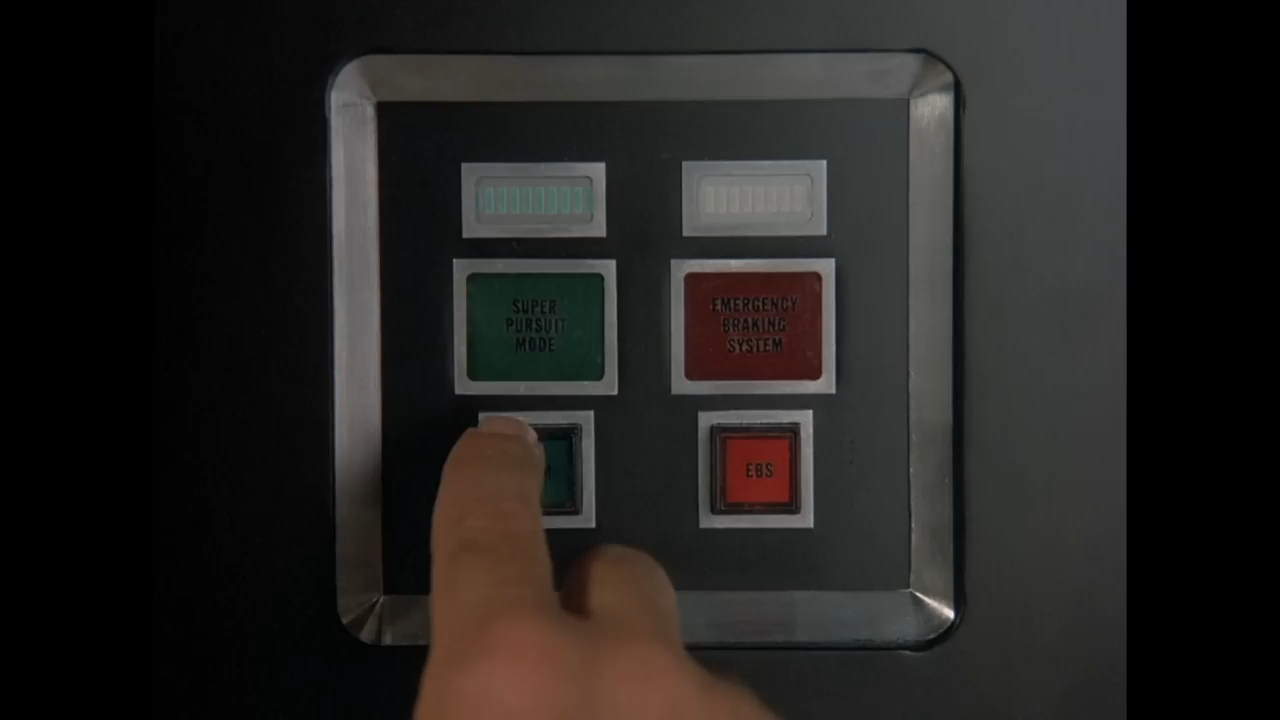 SUPER
PURSUIT
MODE
EMERGENCY
BRAKING
SYSTEM
EBS